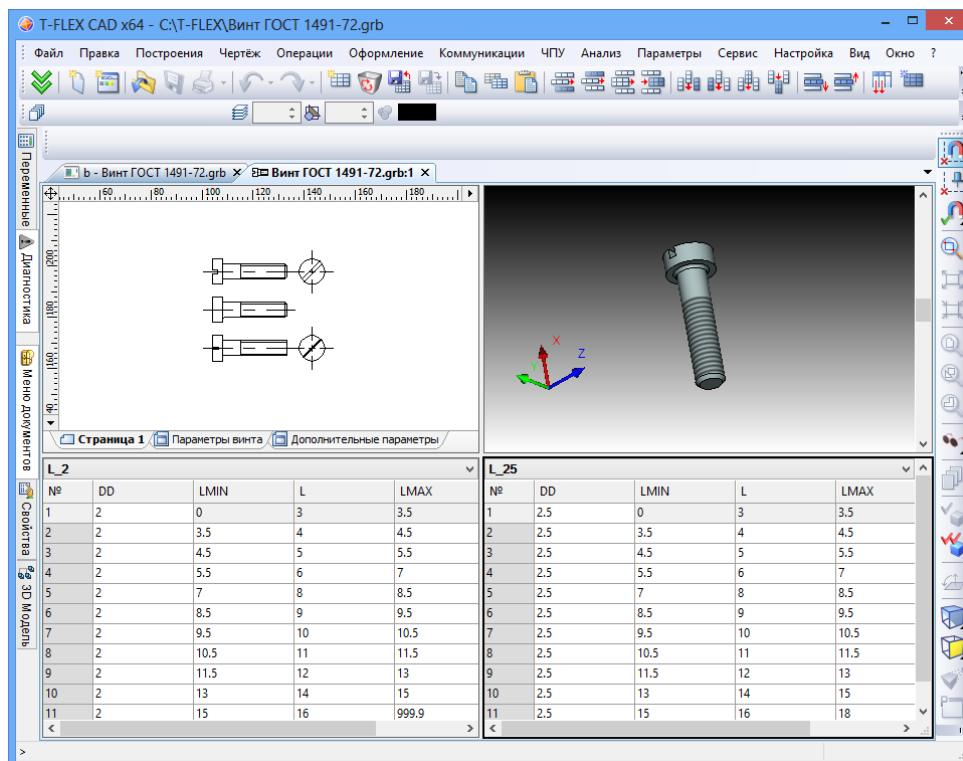 T-FLEX CAD x64 - C:\T-FLEX\Винт ГОСТ 1491-72.grb
Файл Правка Построения Чертёж Операции Оформление Коммуникации ЧПУ Анализ Параметры Сервис Настройка Вид Окно ?
Переменные
Диагностика
Меню документов
Свойства
3D Модель
b - Винт ГОСТ 1491-72.grb
Винт ГОСТ 1491-72.grb:1
60 80 100 120 140 160 180
200
180
160
X
Y
Z
Страница 1 Параметры винта Дополнительные параметры
L_2
№ DD LMIN L LMAX
1 2 0 3 3.5
2 2 3.5 4 4.5
3 2 4.5 5 5.5
4 2 5.5 6 7
5 2 7 8 8.5
6 2 8.5 9 9.5
7 2 9.5 10 10.5
8 2 10.5 11 11.5
9 2 11.5 12 13
10 2 13 14 15
11 2 15 16 999.9
L_25
№ DD LMIN L LMAX
1 2.5 0 3 3.5
2 2.5 3.5 4 4.5
3 2.5 4.5 5 5.5
4 2.5 5.5 6 7
5 2.5 7 8 8.5
6 2.5 8.5 9 9.5
7 2.5 9.5 10 10.5
8 2.5 10.5 11 11.5
9 2.5 11.5 12 13
10 2.5 13 14 15
11 2.5 15 16 18
>